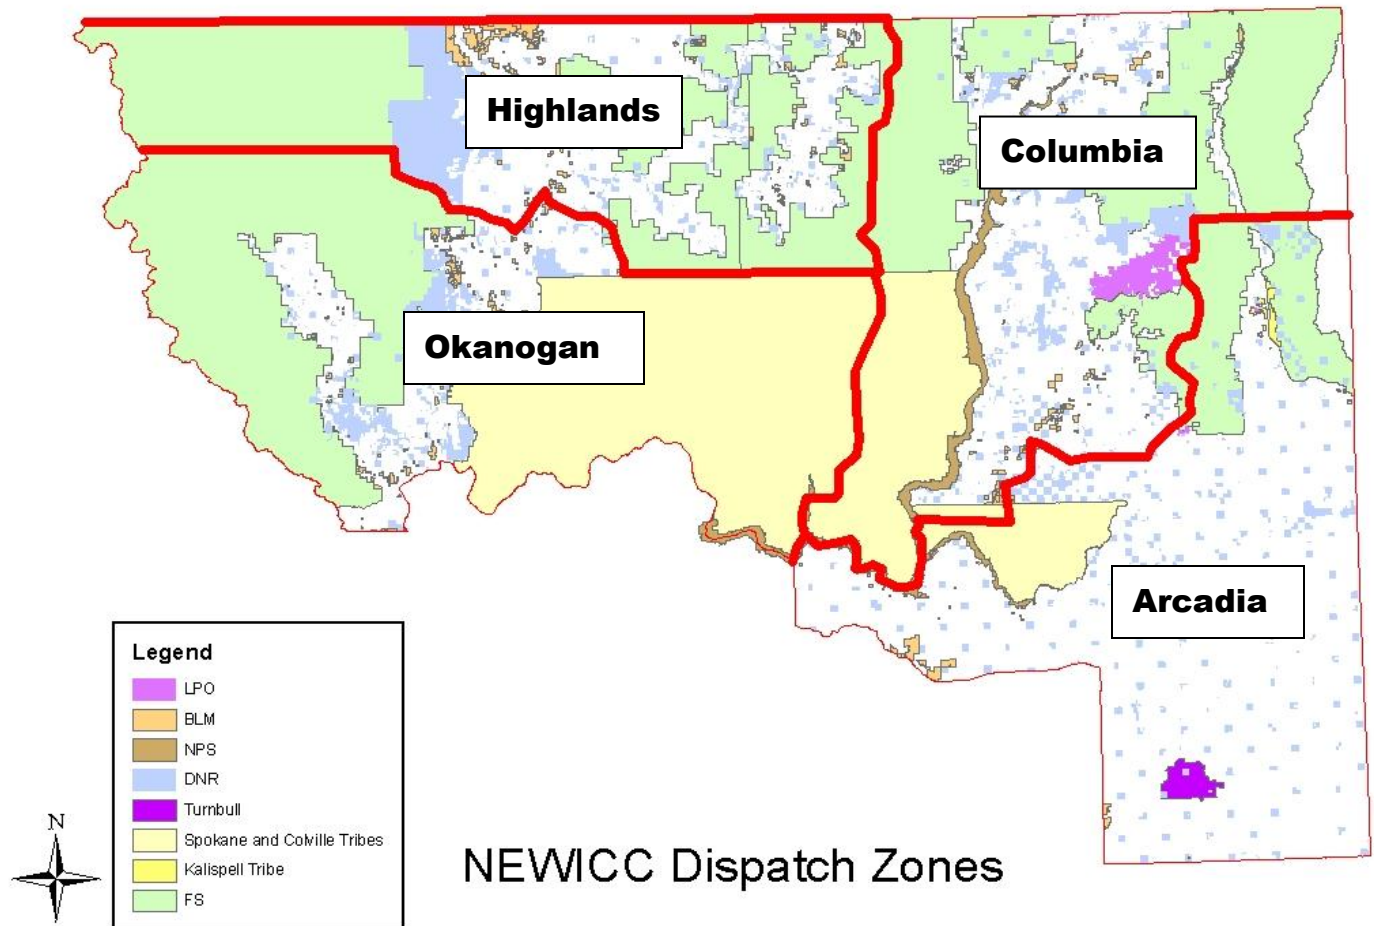 Highlands
Columbia
Okanogan
Arcadia
Legend
LPO
BLM
NPS
DNR
Turnbull
Spokane and Colville Tribes
Kalispell Tribe
FS
N
NEWICC Dispatch Zones